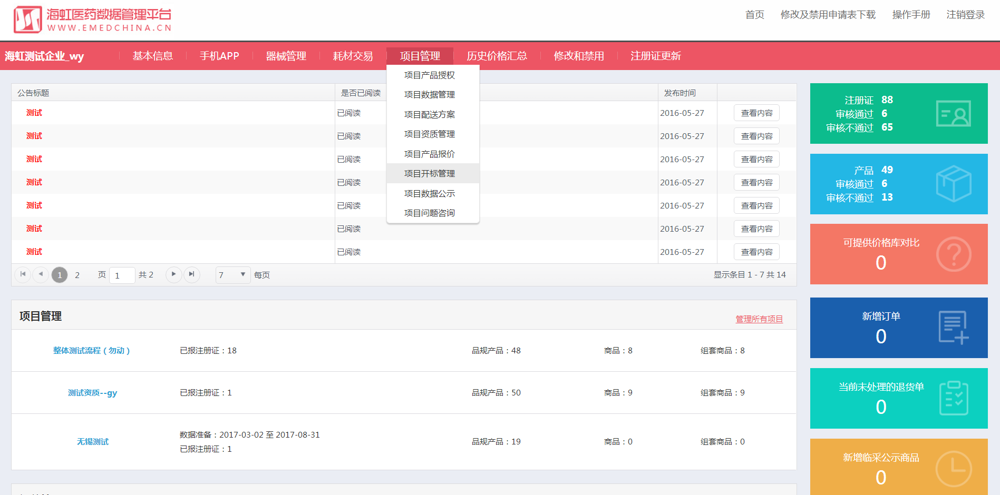 海虹医药数据管理平台
WWW.EMEDCHINA.CN
首页 修改及禁用申请表下载 操作手册 注销登录
海虹测试企业_wy 基本信息 手机APP 器械管理 耗材交易 项目管理 历史价格汇总 修改和禁用 注册证更新
项目产品授权
项目数据管理
项目配送方案
项目资质管理
项目产品报价
项目开标管理
项目数据公示
项目问题咨询
公告标题 是否已阅读 发布时间
测试 已阅读 2016-05-27 查看内容
测试 已阅读 2016-05-27 查看内容
测试 已阅读 2016-05-27 查看内容
测试 已阅读 2016-05-27 查看内容
测试 已阅读 2016-05-27 查看内容
测试 已阅读 2016-05-27 查看内容
测试 已阅读 2016-05-27 查看内容
1 2 页 1 共 2 7 每页 显示条目 1 - 7 共 14
项目管理 管理所有项目
整体测试流程（勿动） 已报注册证：18 品规产品：48 商品：8 组套商品：8
测试资质--gy 已报注册证：1 品规产品：50 商品：9 组套商品：9
无锡测试 数据准备：2017-03-02 至 2017-08-31
已报注册证：1 品规产品：19 商品：0 组套商品：0
注册证 88
审核通过 6
审核不通过 65
产品 49
审核通过 6
审核不通过 13
可提供价格库对比
0
新增订单
0
当前未处理的退货单
0
新增临采公示商品
0